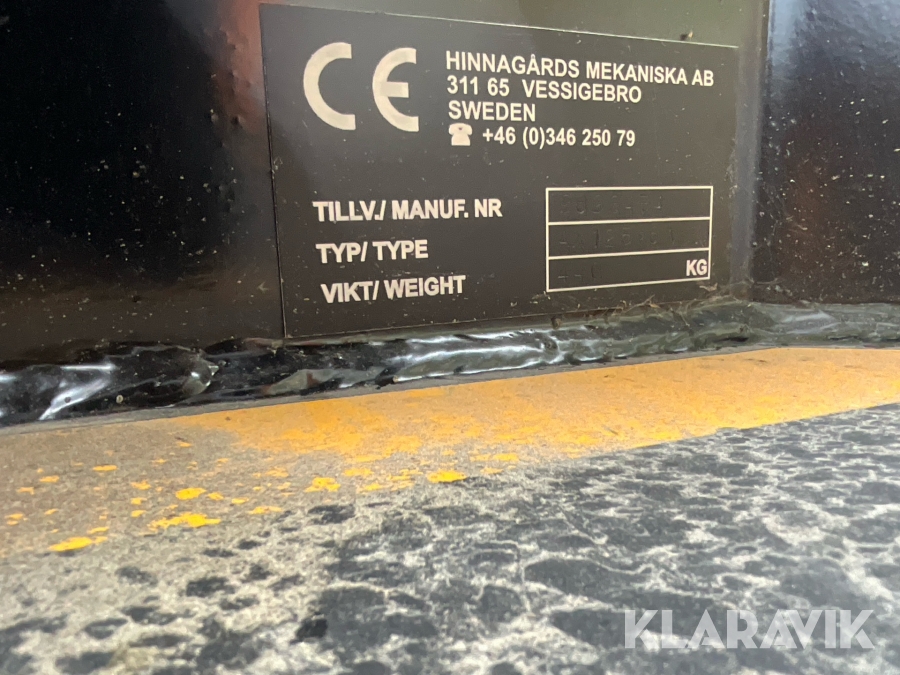 CE
HINNAGÅRDS MEKANISKA AB
311 65 VESSIGEBRO
SWEDEN
☎ +46 (0)346 250 79
TILLV./ MANUF. NR
TYP/ TYPE
VIKT/ WEIGHT KG
KLARAVIK